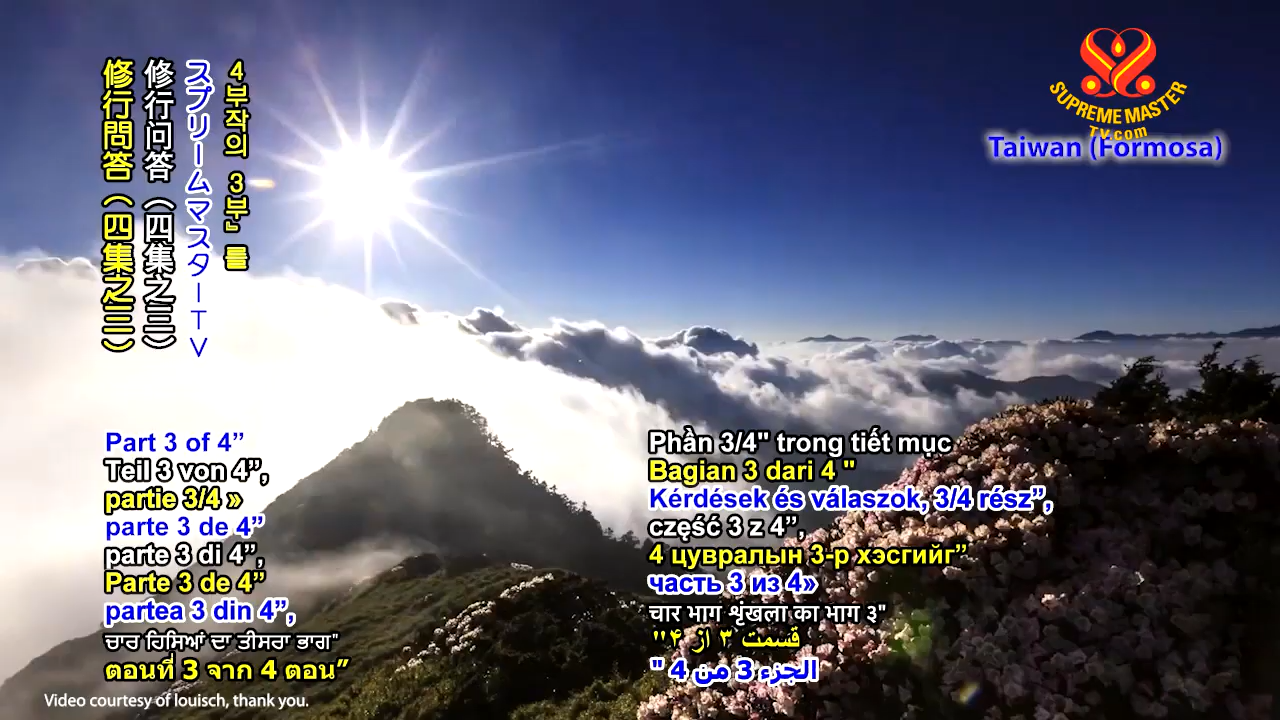 SUPREME MASTER
TV.com
Taiwan (Formosa)
4부작의 3부』를
スプリームマスターTV
修行问答（四集之三）
修行問答（四集之三）
Part 3 of 4”
Teil 3 von 4”,
partie 3/4 »
parte 3 de 4”
parte 3 di 4”,
Parte 3 de 4”
partea 3 din 4”,
ਚਾਰ ਹਿਸਿਆਂ ਦਾ ਤੀਸਰਾ ਭਾਗ"
ตอนที่ 3 จาก 4 ตอน”
Phần 3/4" trong tiết mục
Bagian 3 dari 4 "
Kérdések és válaszok, 3/4 rész”,
część 3 z 4”,
4 цувралын 3-р хэсгийг”
часть 3 из 4»
चार भाग शृंखला का भाग ३"
قسمت ۳ از ۴"
الجزء 3 من 4 "
Video courtesy of louisch, thank you.